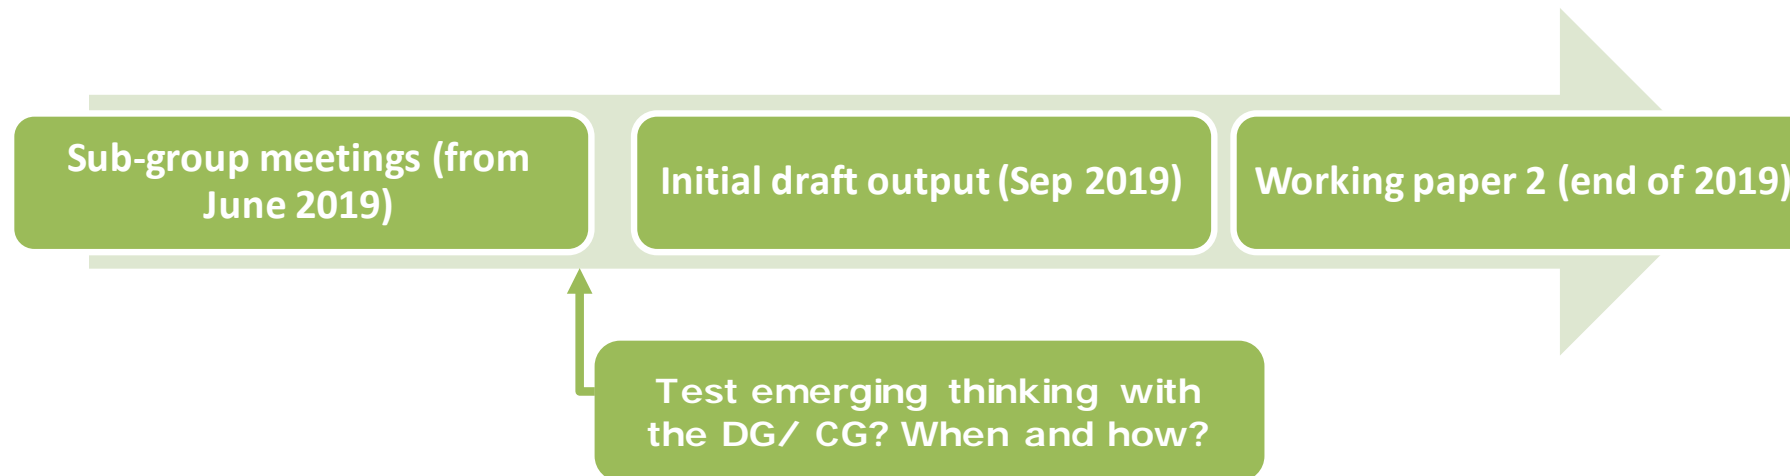 Sub-group meetings (from
June 2019)
Initial draft output (Sep 2019)
Working paper 2 (end of 2019)
Test emerging thinking with
the DG/ CG? When and how?